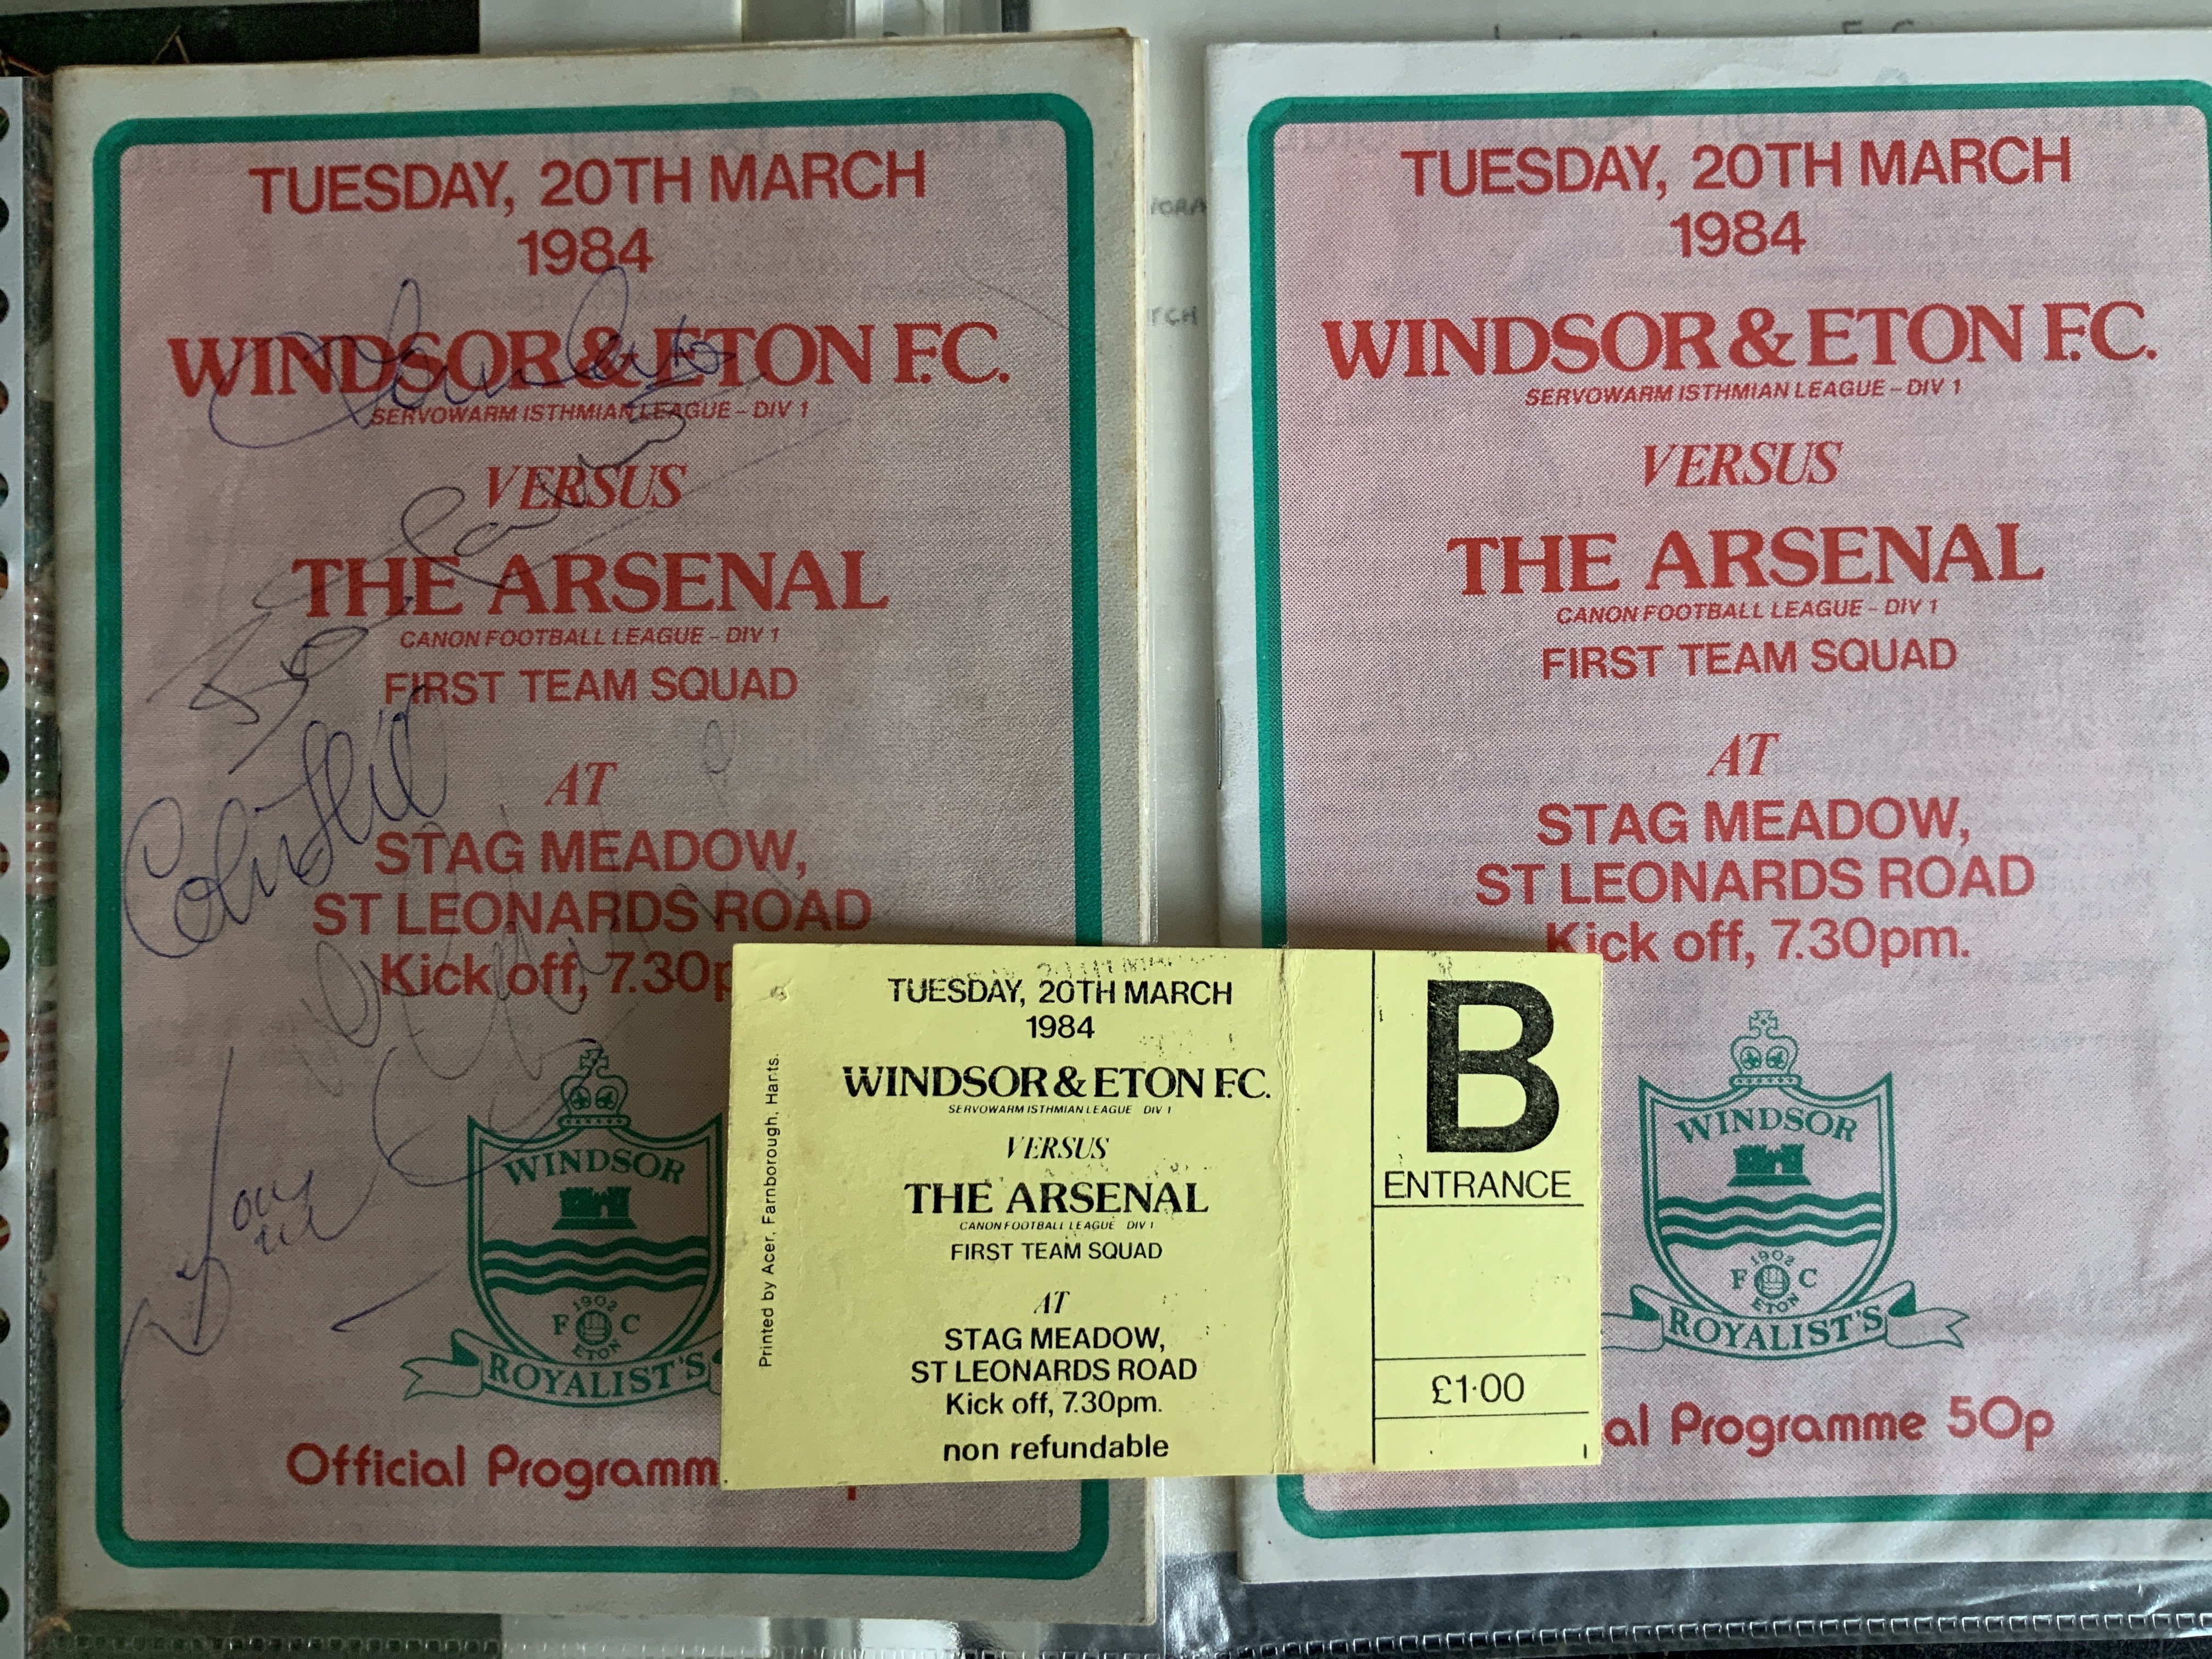 TUESDAY, 20TH MARCH
1984
WINDSOR & ETON F.C.
SERVOWARM ISTHMIAN LEAGUE – DIV 1
VERSUS
THE ARSENAL
CANON FOOTBALL LEAGUE – DIV 1
FIRST TEAM SQUAD
AT
STAG MEADOW,
ST LEONARDS ROAD
Kick off, 7.30p
Colin Hill
WINDSOR
1902
F C
ETON
ROYALIST'S
Official Programm
TUESDAY, 20TH MARCH
1984
WINDSOR & ETON F.C.
SERVOWARM ISTHMIAN LEAGUE – DIV 1
VERSUS
THE ARSENAL
CANON FOOTBALL LEAGUE – DIV 1
FIRST TEAM SQUAD
AT
STAG MEADOW,
ST LEONARDS ROAD
Kick off, 7.30pm.
WINDSOR
1902
F C
ETON
ROYALIST'S
al Programme 50p
Printed by Acer, Farnborough, Hants.
TUESDAY, 20TH MARCH
1984
WINDSOR & ETON F.C.
SERVOWARM ISTHMIAN LEAGUE DIV 1
VERSUS
THE ARSENAL
CANON FOOTBALL LEAGUE DIV 1
FIRST TEAM SQUAD
AT
STAG MEADOW,
ST LEONARDS ROAD
Kick off, 7.30pm.
non refundable
B
ENTRANCE
£1·00